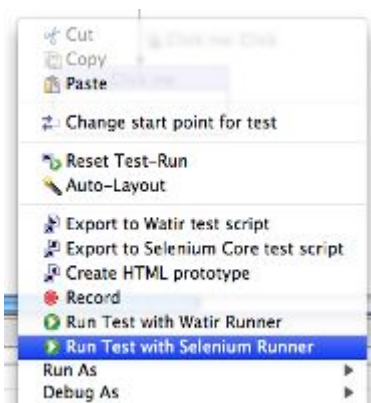 Cut
Copy
Paste
Change start point for test
Reset Test-Run
Auto-Layout
Export to Watir test script
Export to Selenium Core test script
Create HTML prototype
Record
Run Test with Watir Runner
Run Test with Selenium Runner
Run As
Debug As